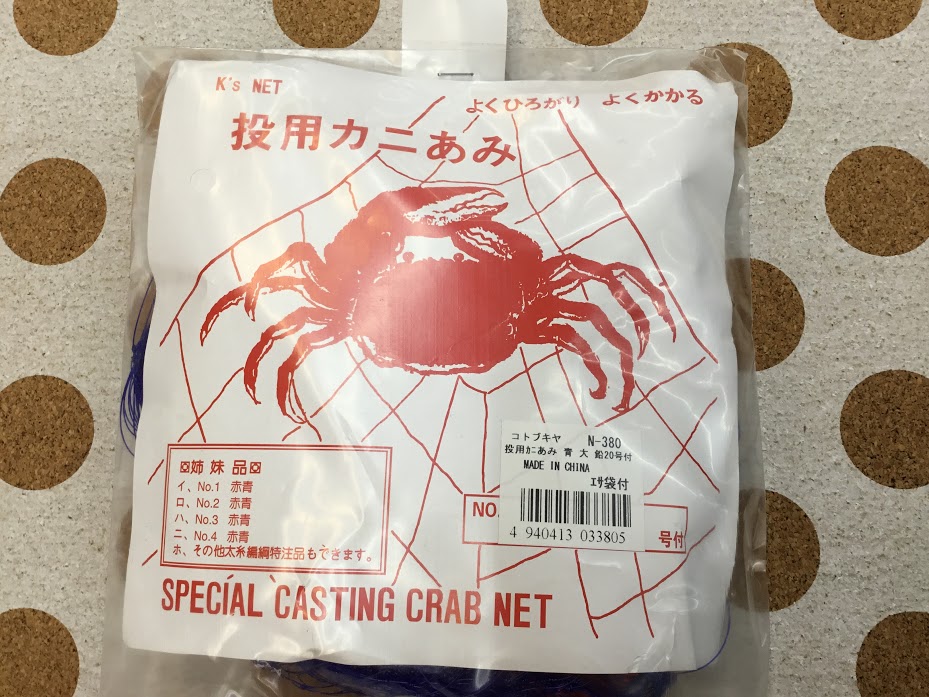 K's NET
よくひろがり よくかかる
投用カニあみ
コトブキヤ N-380
投用ｶﾆあみ 青 大 鉛20号付
MADE IN CHINA
ｴｻ袋付
4 940413 033805
NO.
号付
姉妹品
イ、No.1 赤青
ロ、No.2 赤青
ハ、No.3 赤青
ニ、No.4 赤青
ホ、その他太糸編網特注品もできます。
SPECIAL CASTING CRAB NET